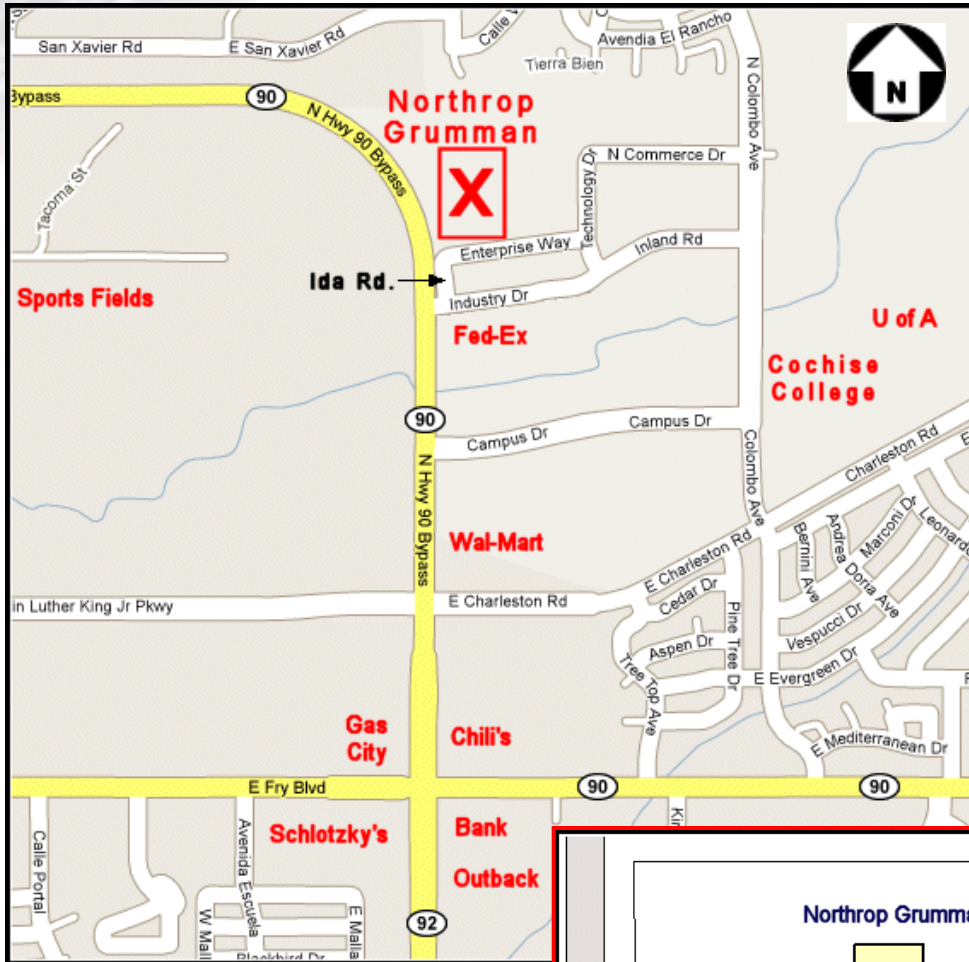 San Xavier Rd
E San Xavier Rd
Avendia El Rancho
Tierra Bien
N
Bypass
90
N Hwy 90 Bypass
Northrop
Grumman
X
N Colombo Ave
N Commerce Dr
Technology Dr
Tacoma St
Enterprise Way
Inland Rd
Ida Rd.
Industry Dr
Sports Fields
Fed-Ex
U of A
Cochise
College
90
Campus Dr
Campus Dr
Colombo Ave
Charleston Rd
N Hwy 90 Bypass
Wal-Mart
E Charleston Rd
Bernini Ave
Andrea Doria Ave
Marconi Dr
in Luther King Jr Pkwy
E Charleston Rd
Cedar Dr
Pine Tree Dr
Aspen Dr
Vespucci Dr
Tree Top Ave
E Evergreen Dr
Gas
City
Chili's
E Mediterranean Dr
E Fry Blvd
90
90
Schlotzky's
Bank
Calle Portal
Avenida Escuela
Outback
92
W Mall
E Malla
Blackbird Dr
Northrop Grumma